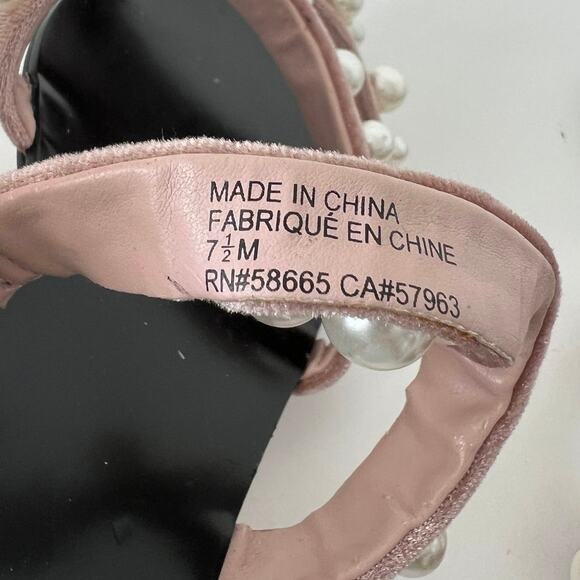 MADE IN CHINA
FABRIQUÉ EN CHINE
7½M
RN#58665 CA#57963